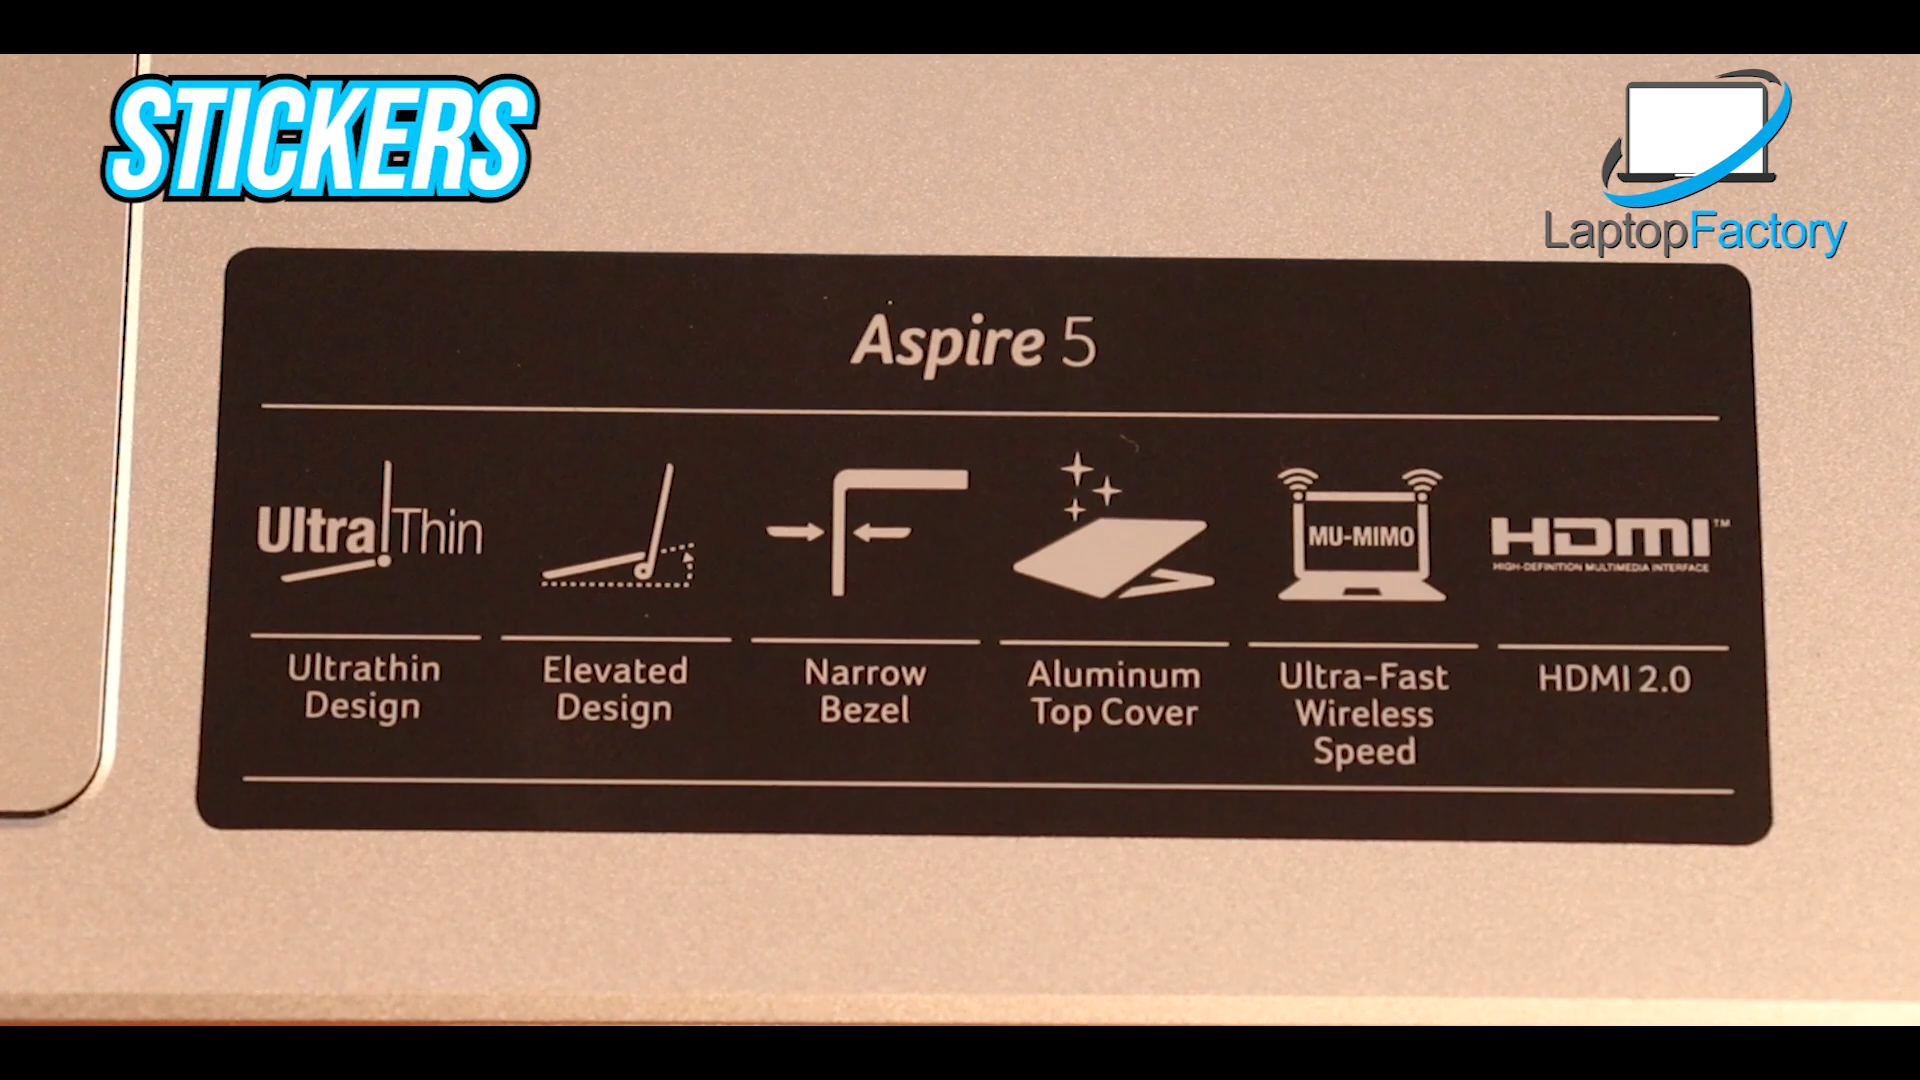 STICKERS
LaptopFactory
Aspire 5
Ultra Thin
MU-MIMO
HDMI™
HIGH-DEFINITION MULTIMEDIA INTERFACE
Ultrathin
Design
Elevated
Design
Narrow
Bezel
Aluminum
Top Cover
Ultra-Fast
Wireless
Speed
HDMI 2.0